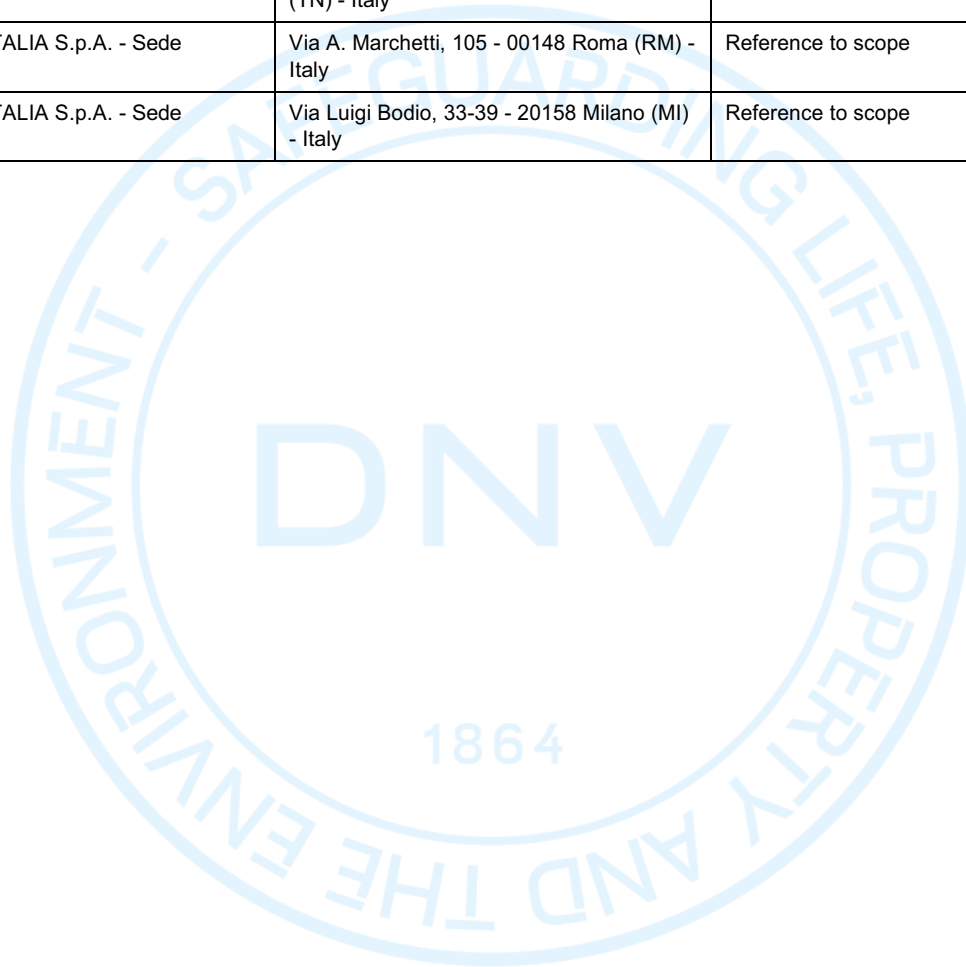 (TN) - Italy
TALIA S.p.A. - Sede
Via A. Marchetti, 105 - 00148 Roma (RM) -
Italy
Reference to scope
TALIA S.p.A. - Sede
Via Luigi Bodio, 33-39 - 20158 Milano (MI)
- Italy
Reference to scope
SAFEGUARDING LIFE, PROPERTY AND THE ENVIRONMENT -
DNV
1864